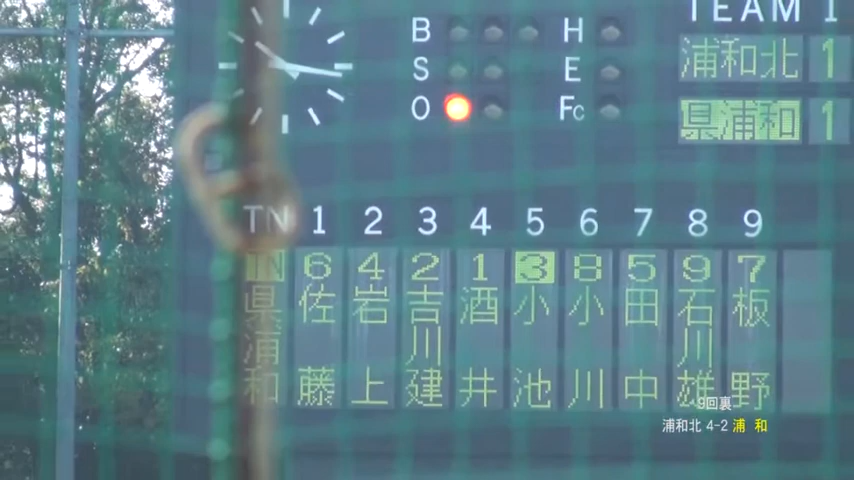 B H TEAM 1
S E 浦和北 1
O Fc 県浦和 1
TN 1 2 3 4 5 6 7 8 9
TN 6 4 2 1 3 8 5 9 7
県浦和 佐藤 岩上 吉川建 酒井 小池 小川 田中 石川雄 板野
9回裏
浦和北 4-2 浦和